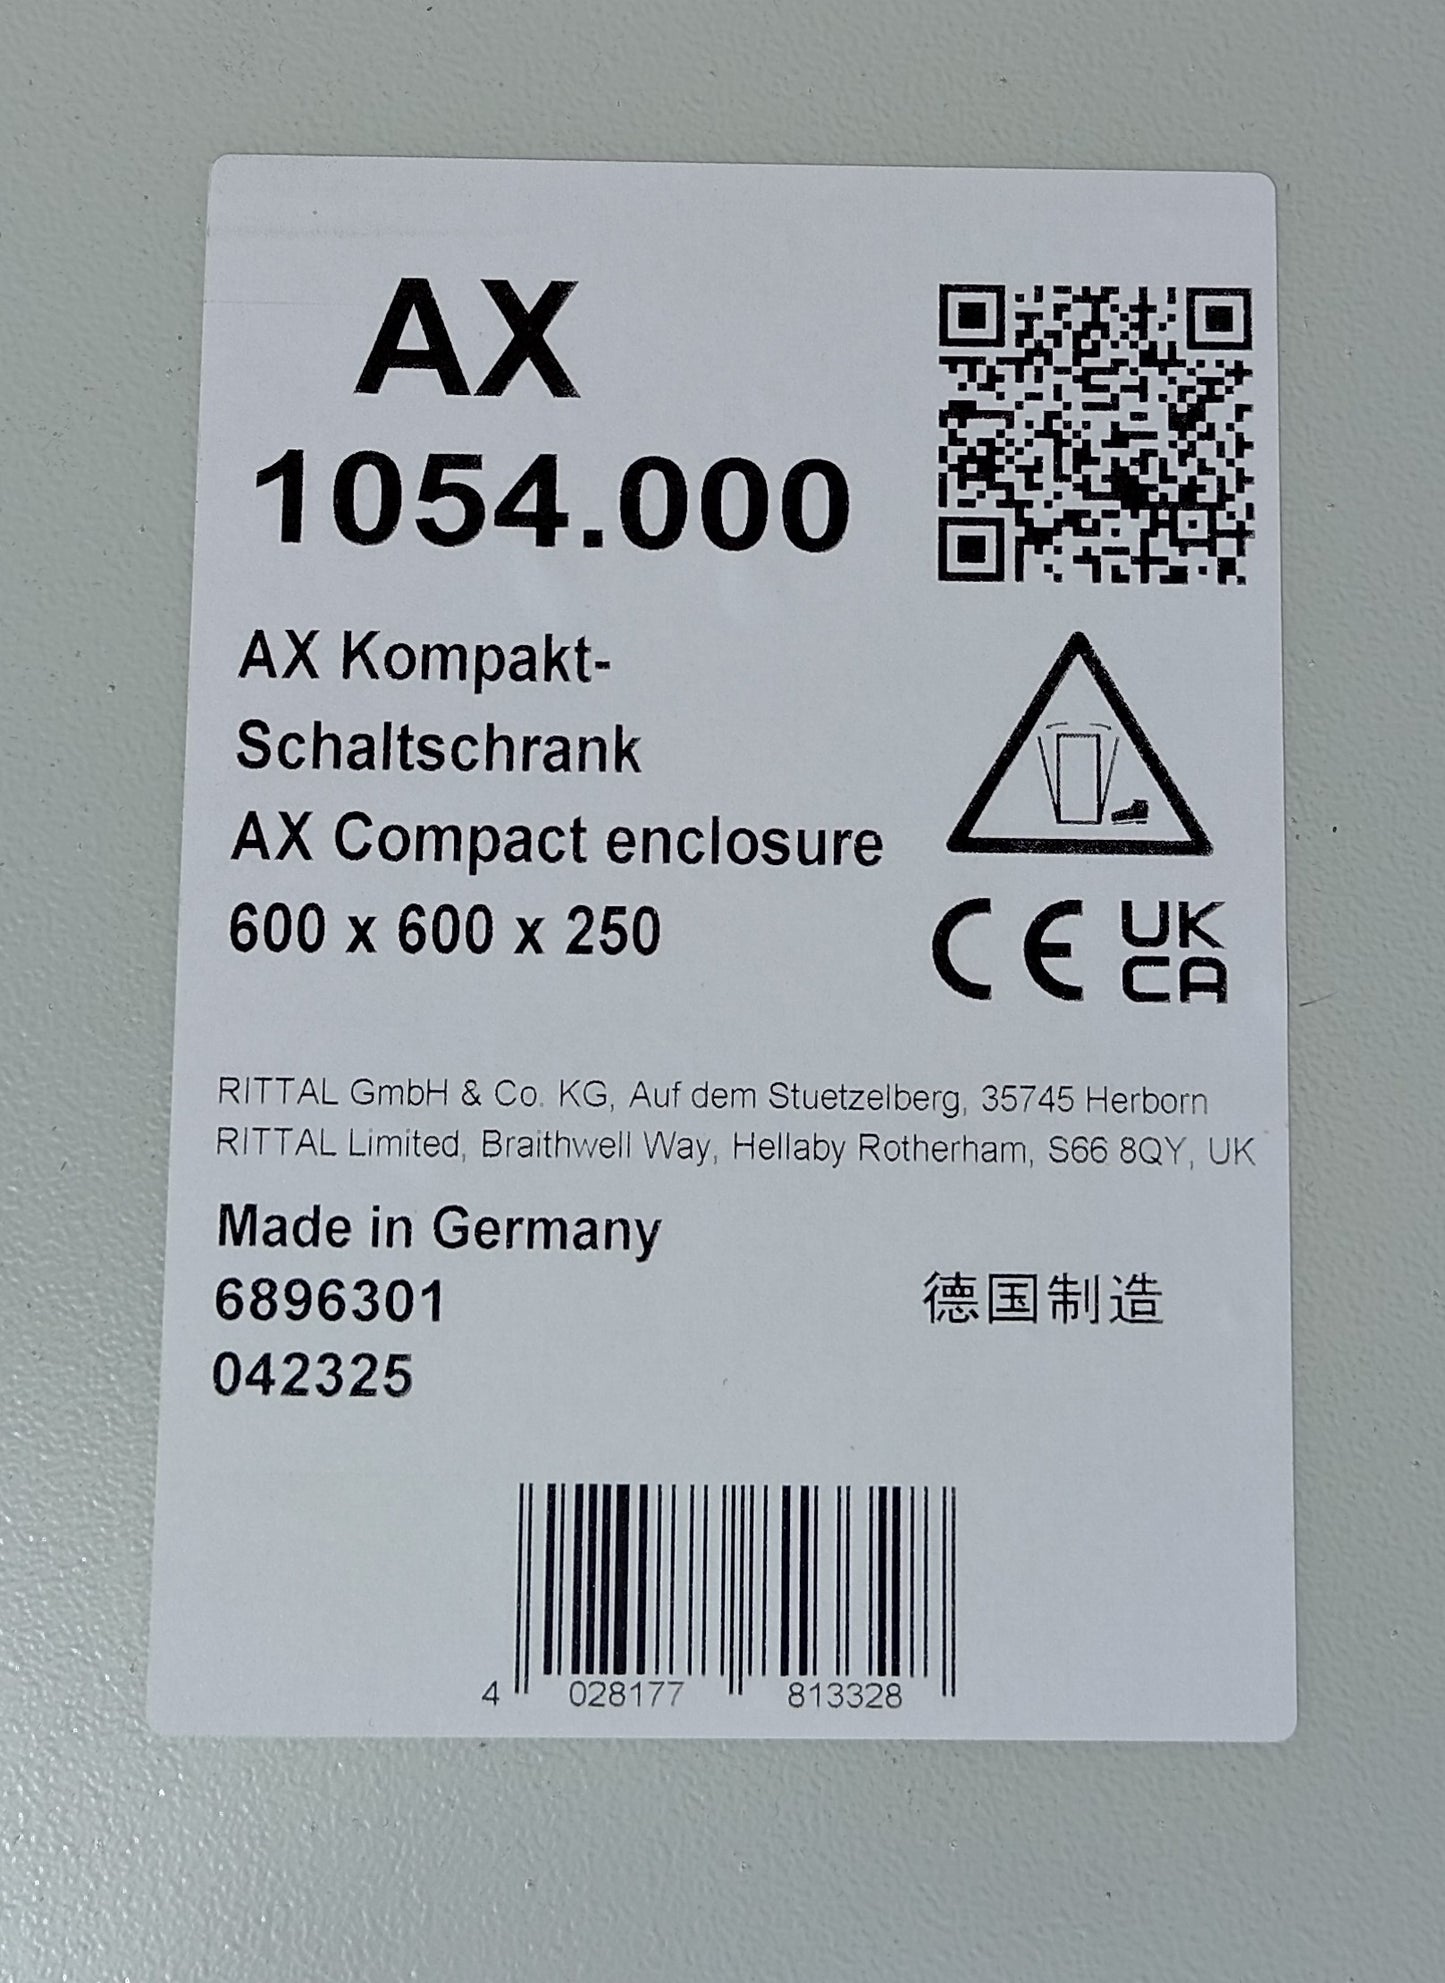 AX
1054.000
AX Kompakt-
Schaltschrank
AX Compact enclosure
600 x 600 x 250
CE UK
CA
RITTAL GmbH & Co. KG, Auf dem Stuetzelberg, 35745 Herborn
RITTAL Limited, Braithwell Way, Hellaby Rotherham, S66 8QY, UK
Made in Germany
6896301 德国制造
042325
4 028177 813328